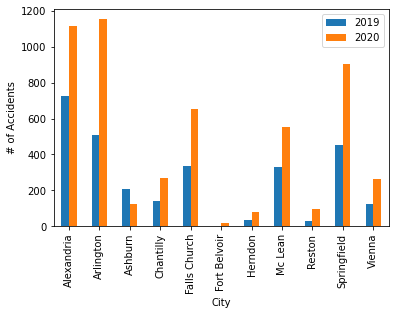 1200
1000
800
600
400
200
0
# of Accidents
2019
2020
Alexandria
Arlington
Ashburn
Chantilly
Falls Church
Fort Belvoir
Herndon
Mc Lean
Reston
Springfield
Vienna
City